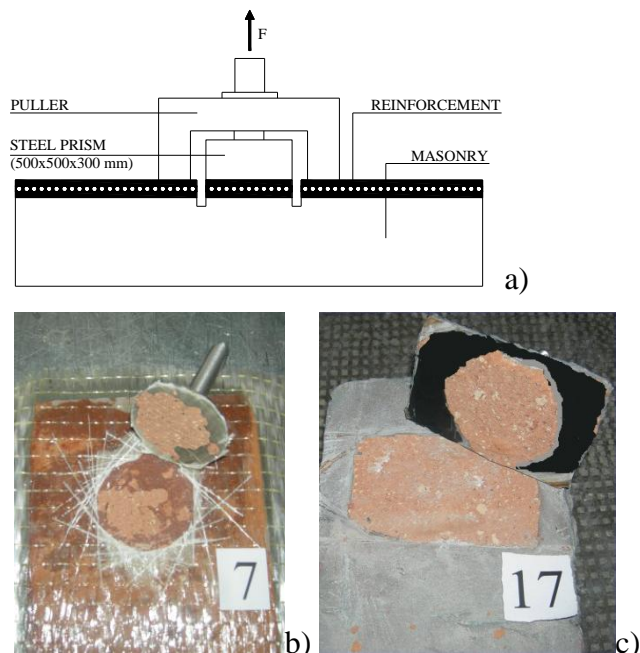 F
PULLER
REINFORCEMENT
STEEL PRISM
(500x500x300 mm)
MASONRY
a)
7
b)
17
c)